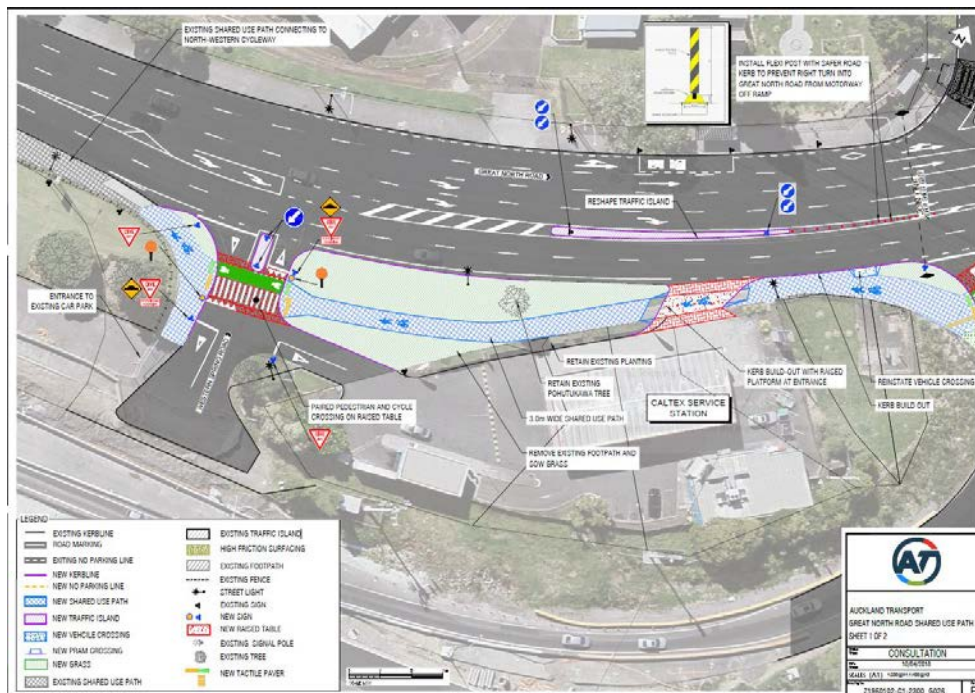 EXISTING SHARED USE PATH CONNECTING TO
NORTH-WESTERN CYCLEWAY
INSTALL FLEXI POST WITH SAFER ROAD
KERB TO PREVENT RIGHT TURN INTO
GREAT NORTH ROAD FROM MOTORWAY
OFF RAMP
N
GREAT NORTH ROAD
RESHAPE TRAFFIC ISLAND
ENTRANCE TO
EXISTING CAR PARK
WESTERN SPRINGS ROAD
PAIRED PEDESTRIAN AND CYCLE
CROSSING ON RAISED TABLE
RETAIN EXISTING PLANTING
RETAIN EXISTING
POHUTUKAWA TREE
3.0m WIDE SHARED USE PATH
REMOVE EXISTING FOOTPATH AND
SOW GRASS
CALTEX SERVICE
STATION
KERB BUILD-OUT WITH RAISED
PLATFORM AT ENTRANCE
REINSTATE VEHICLE CROSSING
KERB BUILD OUT
LEGEND
EXISTING KERBLINE
ROAD MARKING
EXITING NO PARKING LINE
NEW KERBLINE
NEW NO PARKING LINE
NEW SHARED USE PATH
NEW TRAFFIC ISLAND
NEW VEHCILE CROSSING
NEW PRAM CROSSING
NEW GRASS
EXISTING SHARED USE PATH
EXISTING TRAFFIC ISLAND
HIGH FRICTION SURFACING
EXISTING FOOTPATH
EXISTING FENCE
STREET LIGHT
EXISTING SIGN
NEW SIGN
NEW RAISED TABLE
EXISTING SIGNAL POLE
EXISTING TREE
NEW TACTILE PAVER
AT
AUCKLAND TRANSPORT
GREAT NORTH ROAD SHARED USE PATH
SHEET 1 OF 2
CONSULTATION